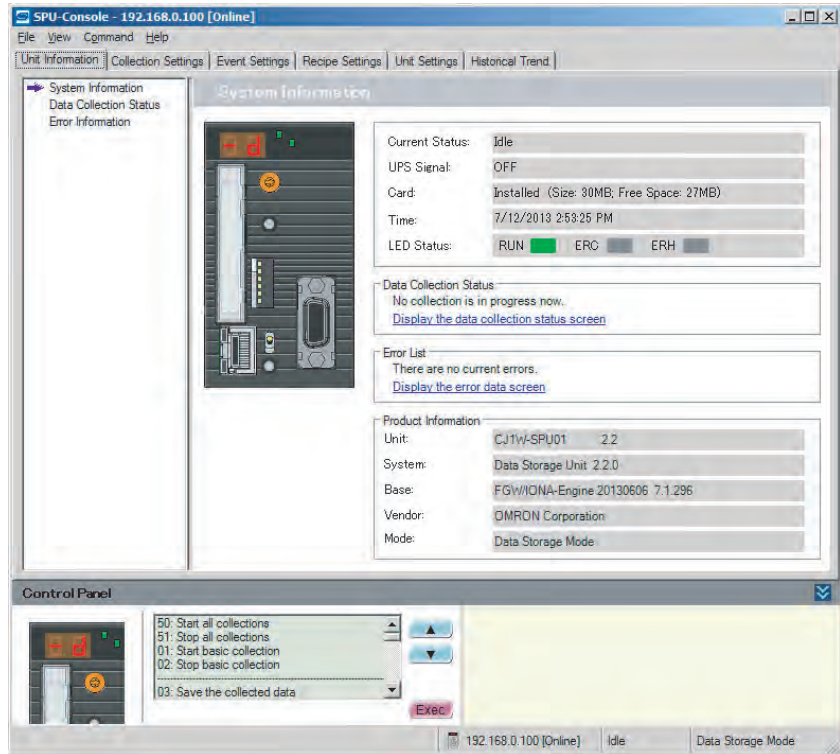 SPU-Console - 192.168.0.100 [Online]
File View Command Help
Unit Information Collection Settings Event Settings Recipe Settings Unit Settings Historical Trend
System Information
Data Collection Status
Error Information
System Information
Current Status: Idle
UPS Signal: OFF
Card: Installed (Size: 30MB; Free Space: 27MB)
Time: 7/12/2013 2:53:25 PM
LED Status: RUN ERC ERH
Data Collection Status
No collection is in progress now.
Display the data collection status screen
Error List
There are no current errors.
Display the error data screen
Product Information
Unit: CJ1W-SPU01 2.2
System: Data Storage Unit 2.2.0
Base: FGW/IONA-Engine 20130606 7.1.296
Vendor: OMRON Corporation
Mode: Data Storage Mode
Control Panel
50: Start all collections
51: Stop all collections
01: Start basic collection
02: Stop basic collection
03: Save the collected data
Exec
192.168.0.100 [Online] Idle Data Storage Mode